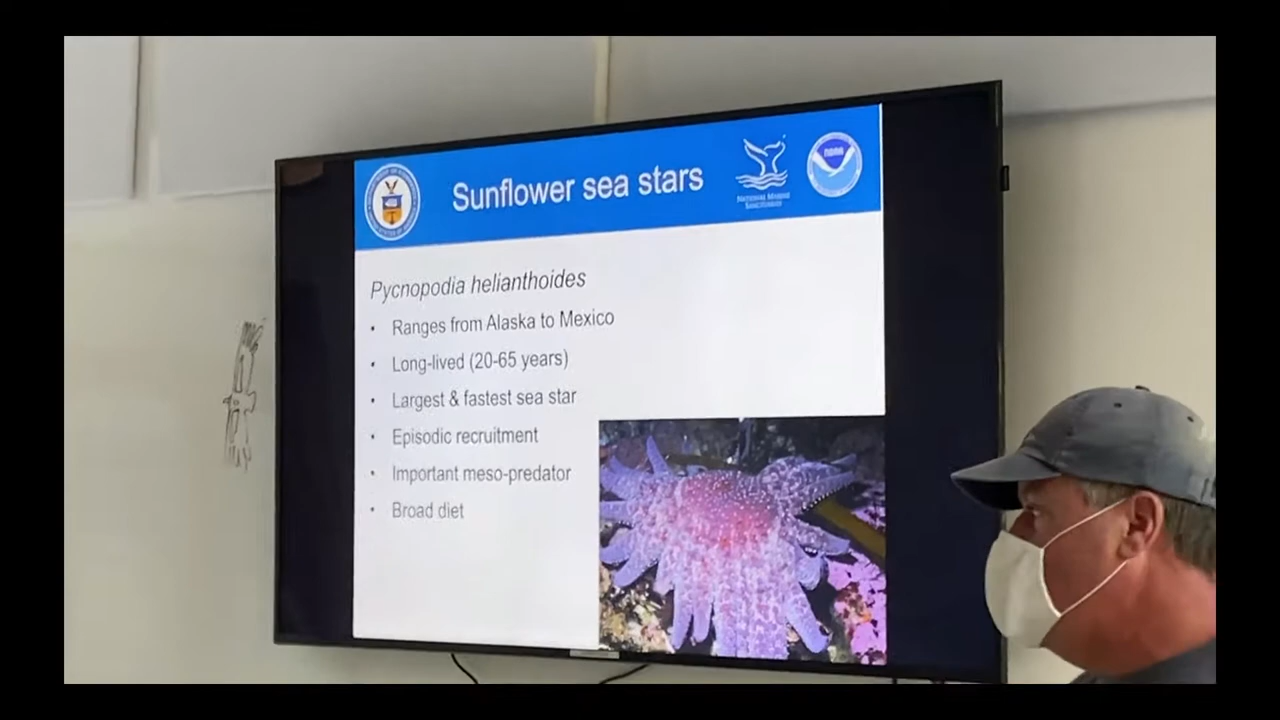 Sunflower sea stars
NATIONAL MARINE
SANCTUARIES
NOAA
Pycnopodia helianthoides
• Ranges from Alaska to Mexico
• Long-lived (20-65 years)
• Largest & fastest sea star
• Episodic recruitment
• Important meso-predator
• Broad diet